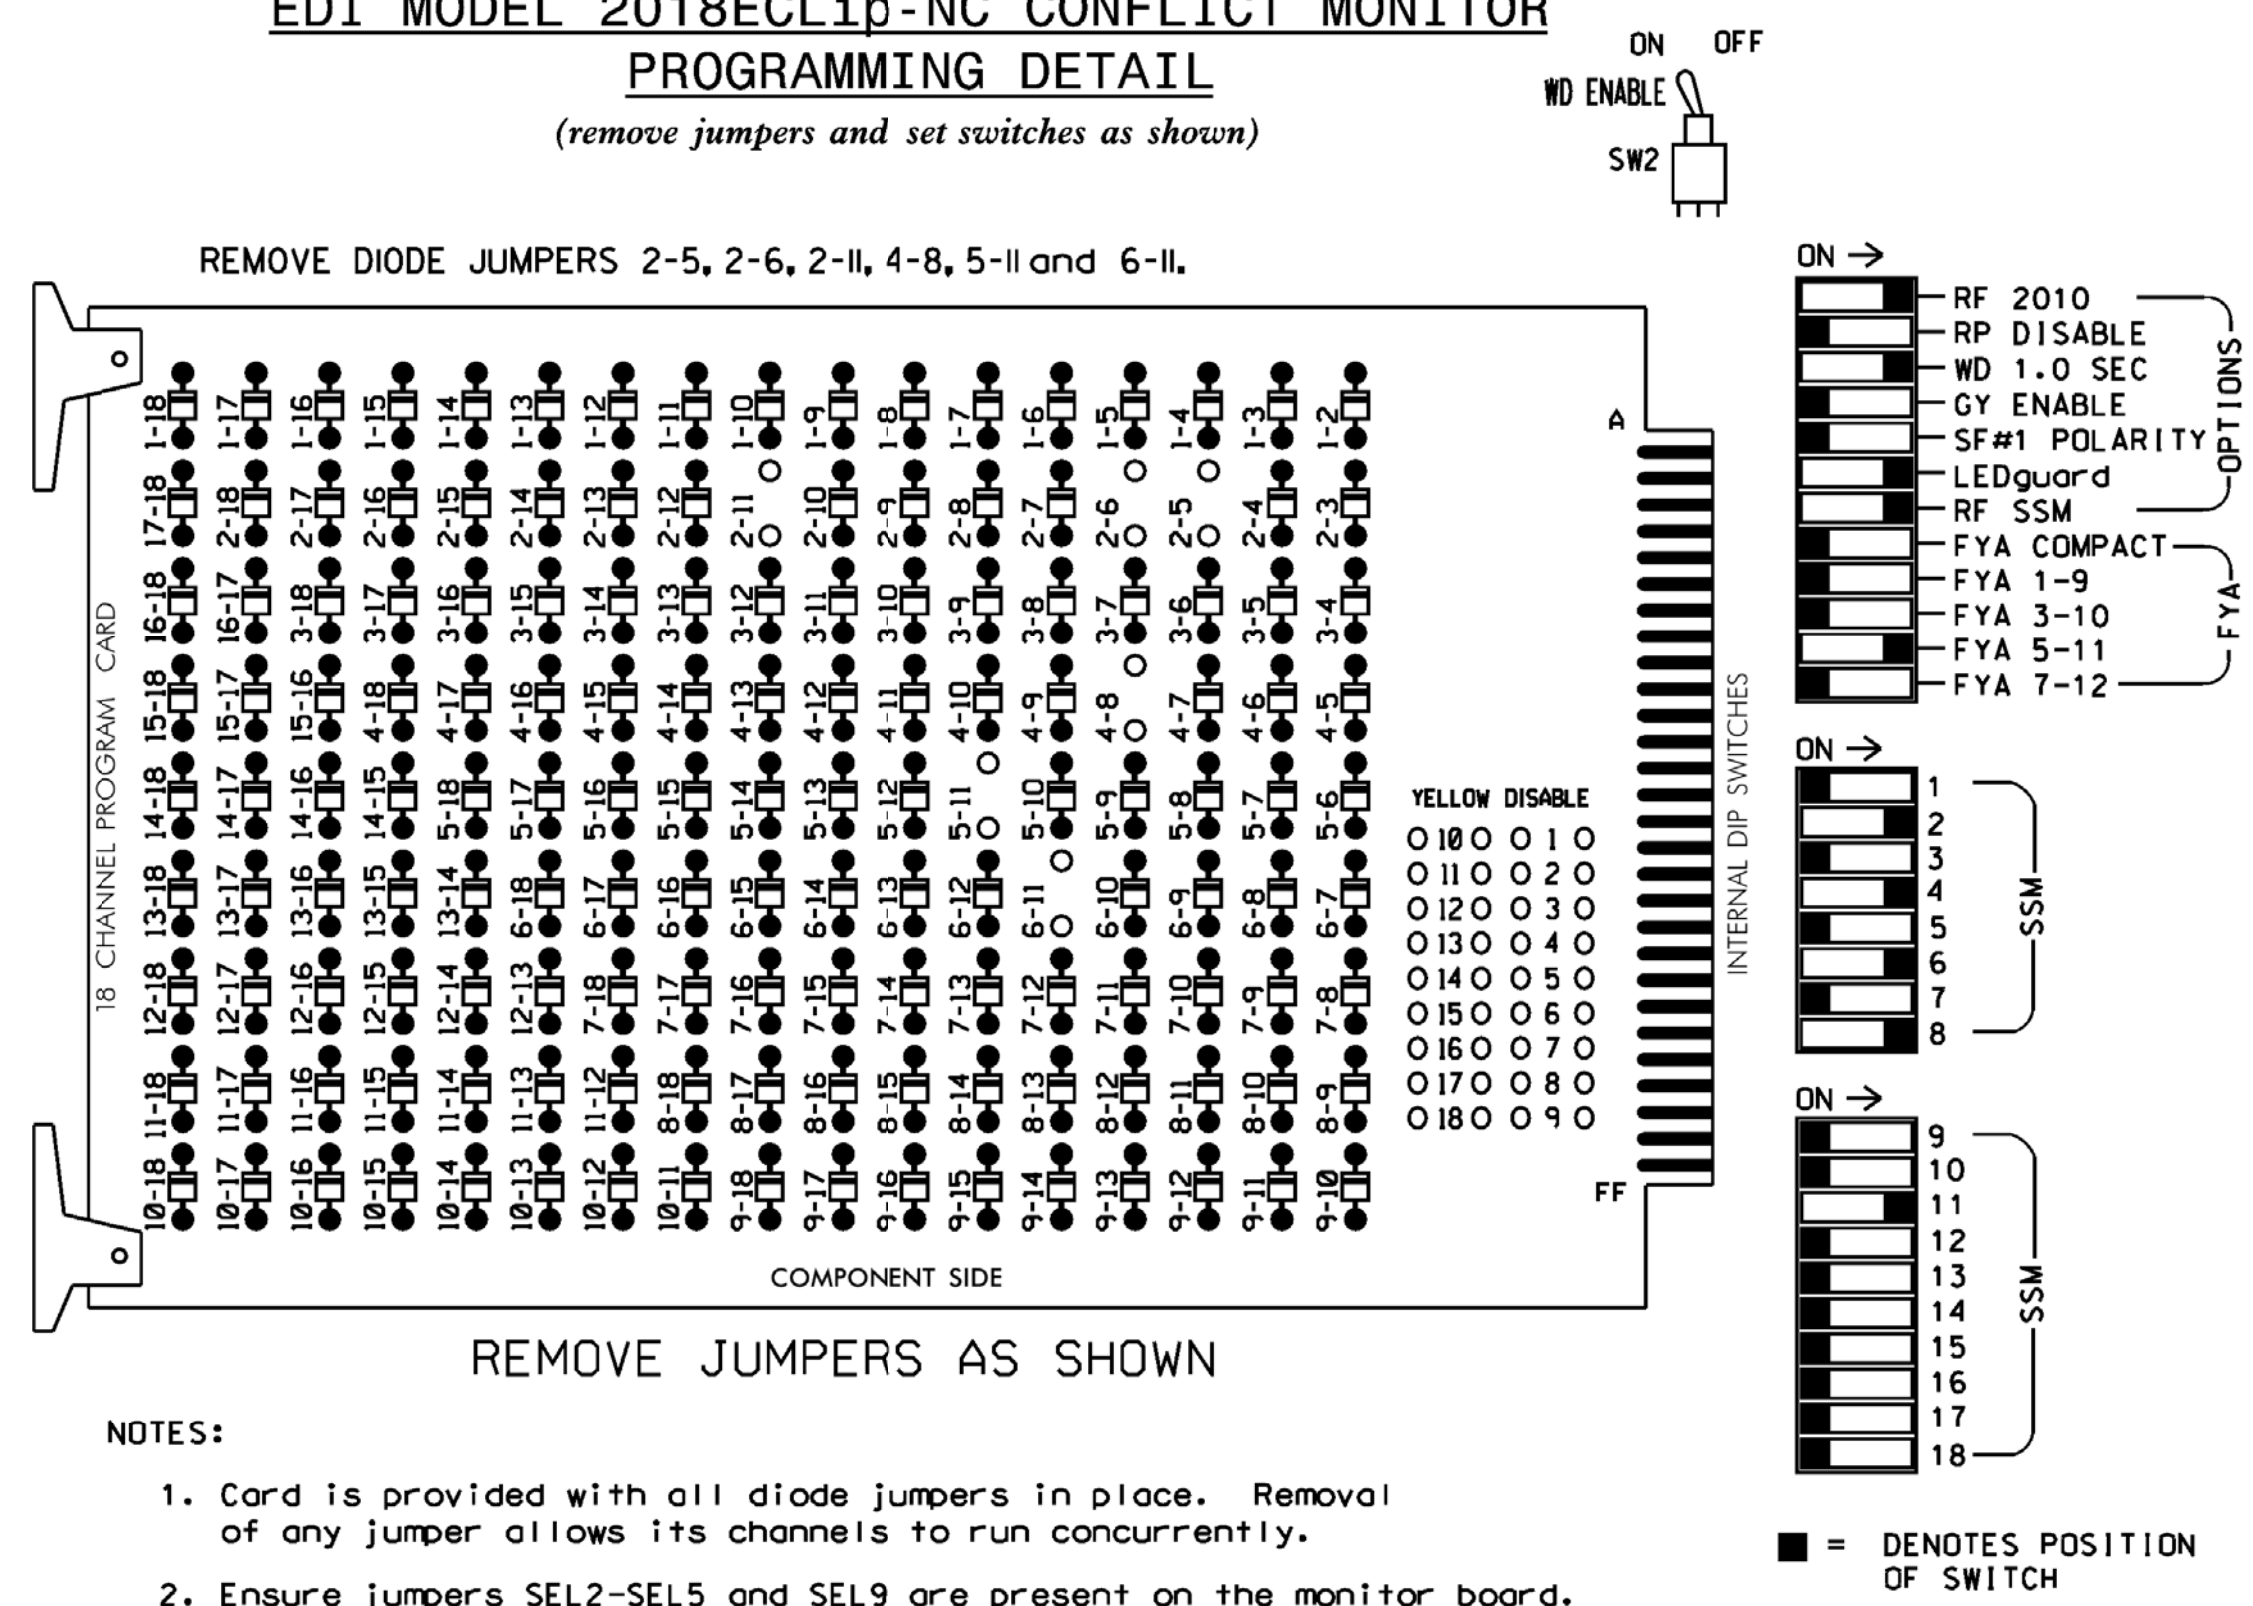 EDI MODEL 2018ECLip-NC CONFLICT MONITOR
PROGRAMMING DETAIL
(remove jumpers and set switches as shown)
ON OFF
WD ENABLE
SW2
REMOVE DIODE JUMPERS 2-5, 2-6, 2-11, 4-8, 5-11 and 6-11.
18 CHANNEL PROGRAM CARD
1-18 1-17 1-16 1-15 1-14 1-13 1-12 1-11 1-10 1-9 1-8 1-7 1-6 1-5 1-4 1-3 1-2
17-18 2-18 2-17 2-16 2-15 2-14 2-13 2-12 2-11 2-10 2-9 2-8 2-7 2-6 2-5 2-4 2-3
16-18 16-17 3-18 3-17 3-16 3-15 3-14 3-13 3-12 3-11 3-10 3-9 3-8 3-7 3-6 3-5 3-4
15-18 15-17 15-16 4-18 4-17 4-16 4-15 4-14 4-13 4-12 4-11 4-10 4-9 4-8 4-7 4-6 4-5
14-18 14-17 14-16 14-15 5-18 5-17 5-16 5-15 5-14 5-13 5-12 5-11 5-10 5-9 5-8 5-7 5-6
13-18 13-17 13-16 13-15 13-14 6-18 6-17 6-16 6-15 6-14 6-13 6-12 6-11 6-10 6-9 6-8 6-7
12-18 12-17 12-16 12-15 12-14 12-13 7-18 7-17 7-16 7-15 7-14 7-13 7-12 7-11 7-10 7-9 7-8
11-18 11-17 11-16 11-15 11-14 11-13 11-12 8-18 8-17 8-16 8-15 8-14 8-13 8-12 8-11 8-10 8-9
10-18 10-17 10-16 10-15 10-14 10-13 10-12 10-11 9-18 9-17 9-16 9-15 9-14 9-13 9-12 9-11 9-10
A
YELLOW DISABLE
10 1
11 2
12 3
13 4
14 5
15 6
16 7
17 8
18 9
FF
COMPONENT SIDE
INTERNAL DIP SWITCHES
ON →
RF 2010
RP DISABLE
WD 1.0 SEC
GY ENABLE
SF#1 POLARITY
LEDguard
RF SSM
OPTIONS
FYA COMPACT
FYA 1-9
FYA 3-10
FYA 5-11
FYA 7-12
FYA
ON →
1
2
3
4
5
6
7
8
SSM
ON →
9
10
11
12
13
14
15
16
17
18
SSM
REMOVE JUMPERS AS SHOWN
NOTES:
1. Card is provided with all diode jumpers in place. Removal
of any jumper allows its channels to run concurrently.
2. Ensure jumpers SEL2-SEL5 and SEL9 are present on the monitor board.
= DENOTES POSITION
OF SWITCH